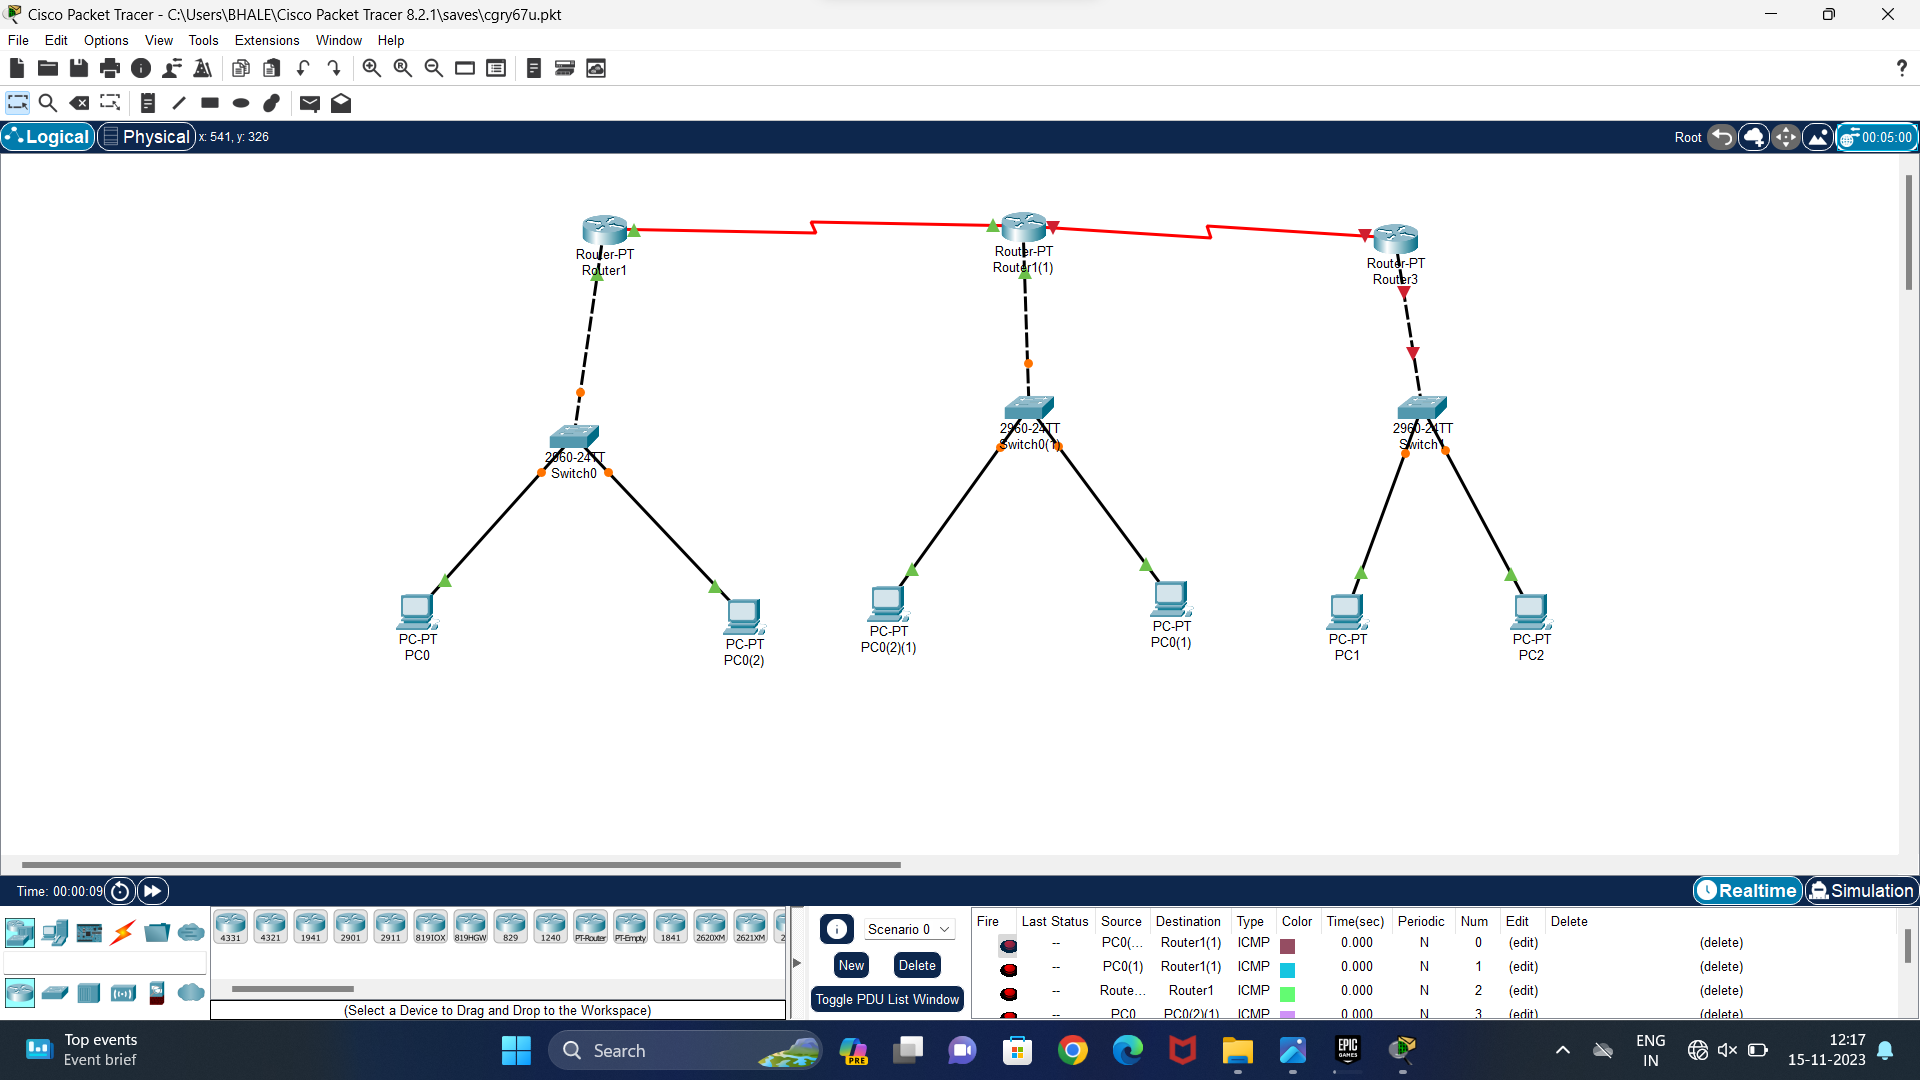 Cisco Packet Tracer - C:\Users\BHALE\Cisco Packet Tracer 8.2.1\saves\cgry67u.pkt
File Edit Options View Tools Extensions Window Help
?
Logical Physical x: 541, y: 326 Root 00:05:00
Router-PT
Router1
Router-PT
Router1(1)
Router-PT
Router3
2960-24TT
Switch0
2960-24TT
Switch0(1)
2960-24TT
Switch1
PC-PT
PC0
PC-PT
PC0(2)
PC-PT
PC0(2)(1)
PC-PT
PC0(1)
PC-PT
PC1
PC-PT
PC2
Time: 00:00:09 Realtime Simulation
4331 4321 1941 2901 2911 819IOX 819HGW 829 1240 PT-Router PT-Empty 1841 2620XM 2621XM 2
(Select a Device to Drag and Drop to the Workspace)
Scenario 0
New Delete
Toggle PDU List Window
Fire Last Status Source Destination Type Color Time(sec) Periodic Num Edit Delete
-- PC0(... Router1(1) ICMP 0.000 N 0 (edit) (delete)
-- PC0(1) Router1(1) ICMP 0.000 N 1 (edit) (delete)
-- Route... Router1 ICMP 0.000 N 2 (edit) (delete)
-- PC0 PC0(2)(1) ICMP 0.000 N 3 (edit) (delete)
Top events
Event brief
Search
PRE
EPIC
GAMES
ENG
IN
12:17
15-11-2023